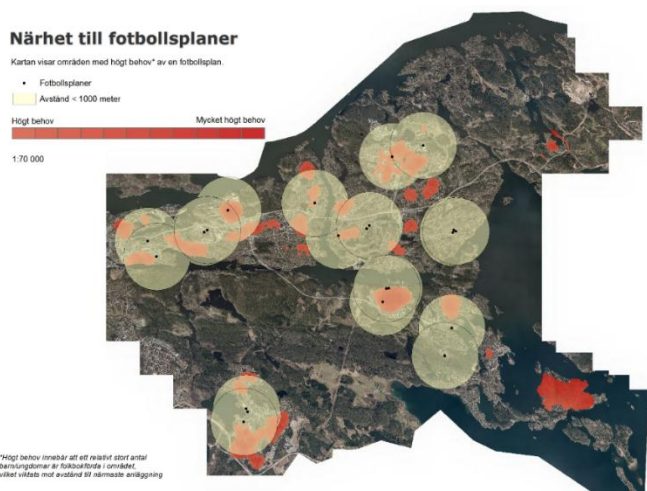 Närhet till fotbollsplaner
Kartan visar områden med högt behov* av en fotbollsplan.
Fotbollsplaner
Avstånd < 1000 meter
Högt behov Mycket högt behov
1:70 000
*Högt behov innebär att ett relativt stort antal
barn/ungdomar är folkbokförda i området,
vilket viktats mot avstånd till närmaste anläggning